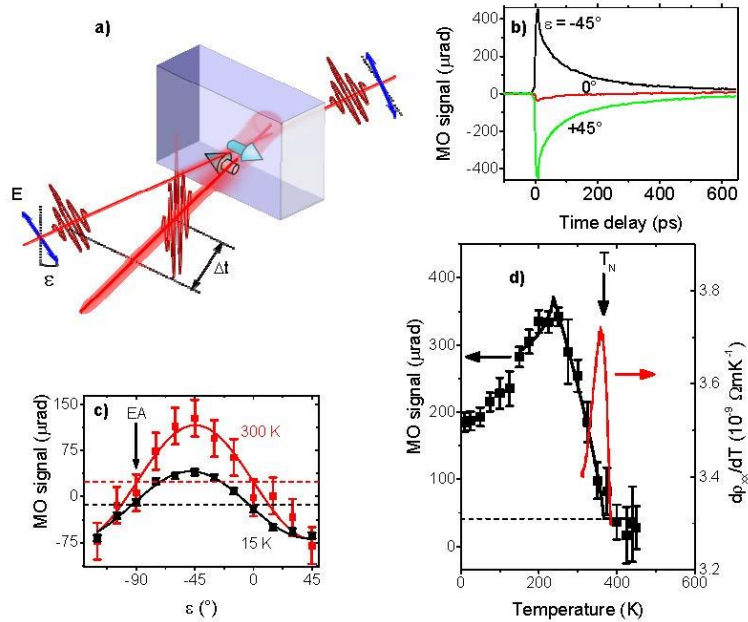 a)
E
ε
Δt
b)
ε = -45°
0°
+45°
400
200
0
-200
-400
MO signal (μrad)
0
200
400
600
Time delay (ps)
c)
EA
300 K
15 K
150
75
0
-75
MO signal (μrad)
-90
-45
0
45
ε (°)
d)
T_N
400
300
200
100
0
MO signal (μrad)
3.8
3.6
3.4
3.2
dρxx/dT (10⁻⁹ ΩmK⁻¹)
0
200
400
600
Temperature (K)